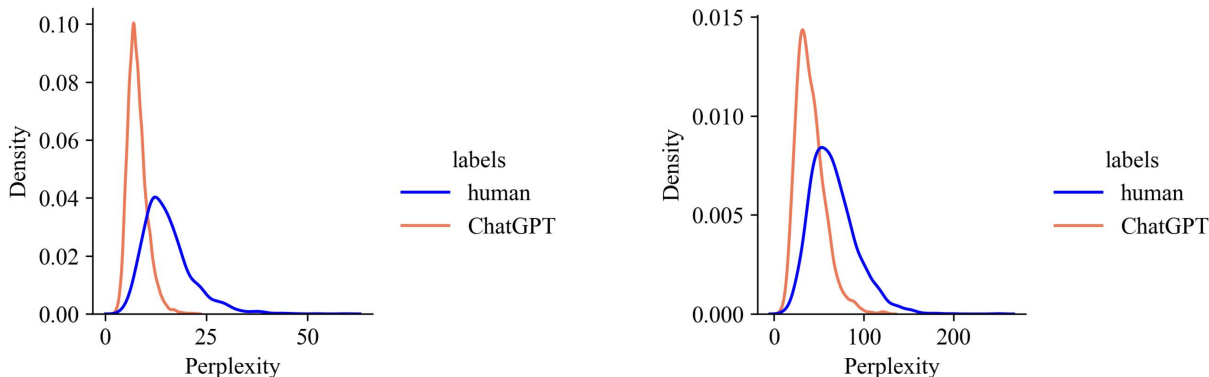 0.10
0.08
0.06
0.04
0.02
0.00
Density
0
25
50
Perplexity
labels
human
ChatGPT
0.015
0.010
0.005
0.000
Density
0
100
200
Perplexity
labels
human
ChatGPT